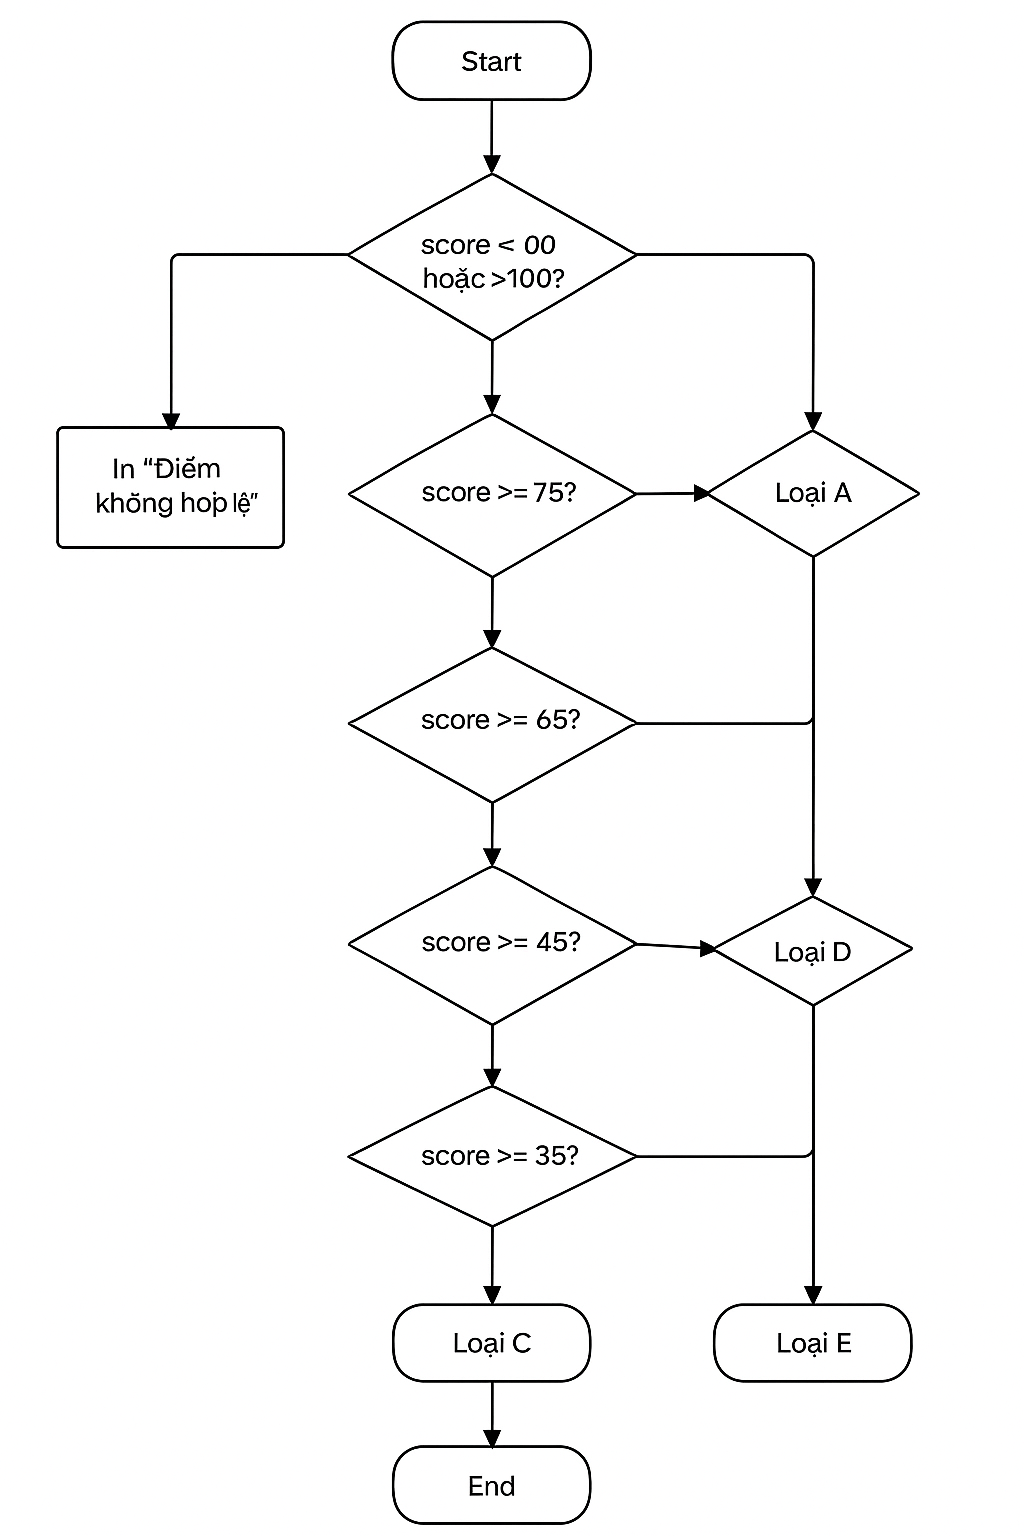 Start
score < 00
hoặc >100?
In “Điểm
không hop lệ”
score >= 75?
Loại A
score >= 65?
score >= 45?
Loại D
score >= 35?
Loại C
Loại E
End